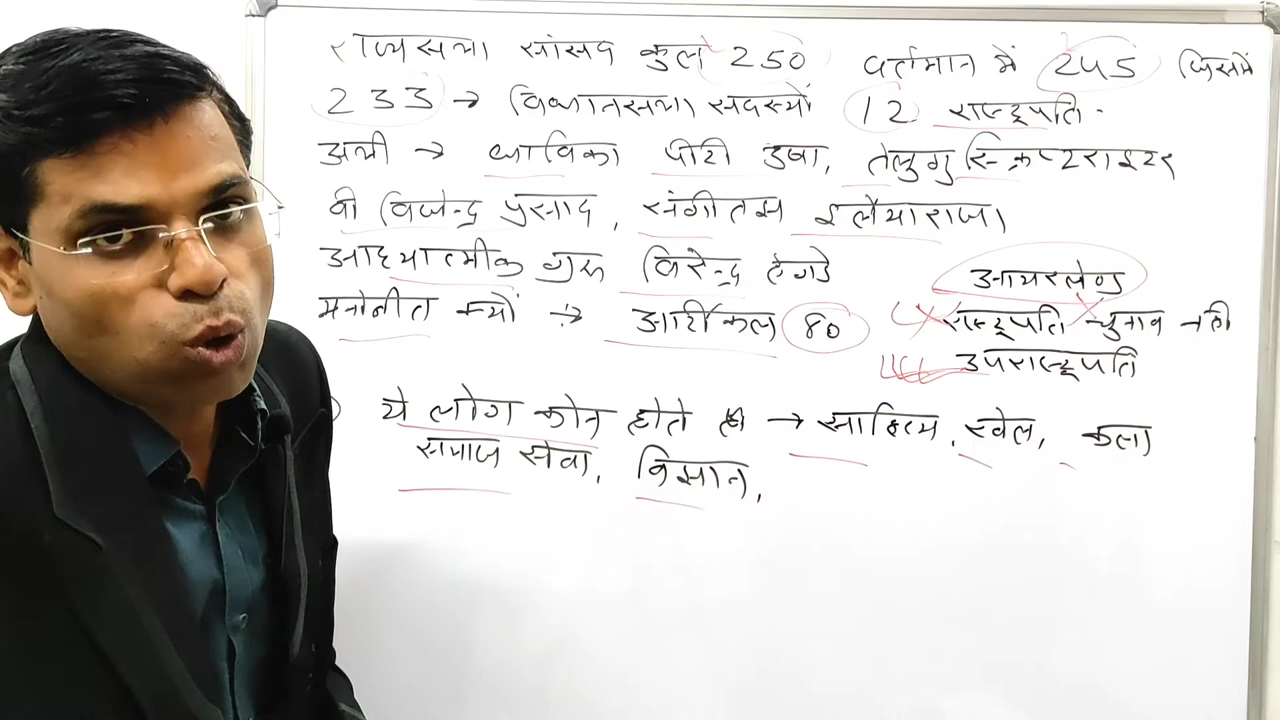 राज्यसभा सांसद कुल 250 वर्तमान में 245 जिसमें
233 → विधानसभा सदस्यों 12 राष्ट्रपति -
अभी → धाविका पीटी उषा, तेलुगु स्क्रिप्टराइटर
वी विजेन्द्र प्रसाद, संगीतज्ञ इलैयाराजा
आध्यात्मीक गुरु विरेन्द्र हेगडे
आयरलेण्ड
मनोनीत क्यों → आर्टीकल 80 राष्ट्रपति चुनाव नही
उपराष्ट्रपति
ये लोग कोन होते है → साहित्य, खेल, कला
समाज सेवा, विज्ञान,